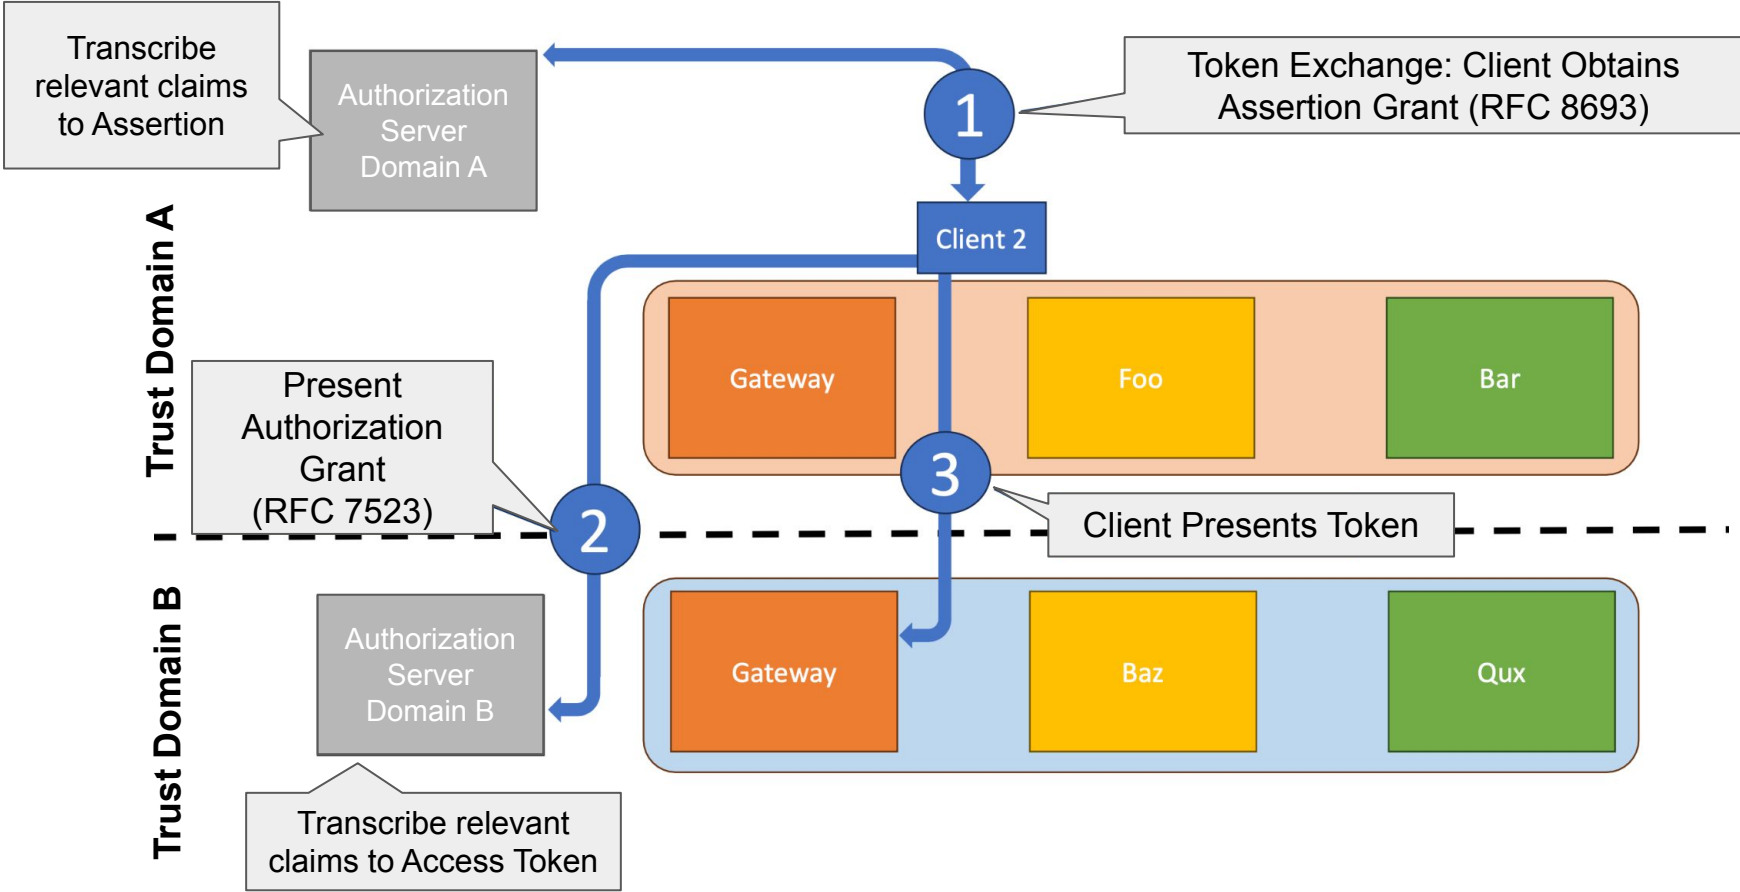 Transcribe
relevant claims
to Assertion
Authorization
Server
Domain A
1
Token Exchange: Client Obtains
Assertion Grant (RFC 8693)
Client 2
Trust Domain A
Gateway
Foo
Bar
Present
Authorization
Grant
(RFC 7523)
3
2
Client Presents Token
Trust Domain B
Authorization
Server
Domain B
Gateway
Baz
Qux
Transcribe relevant
claims to Access Token